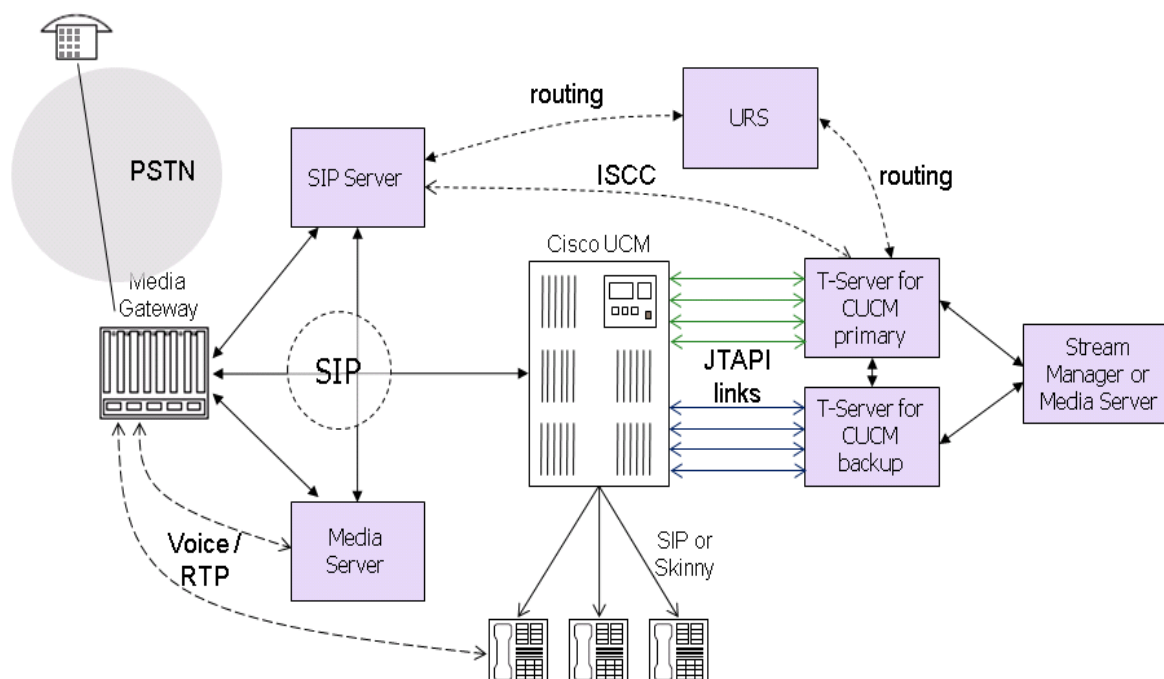 routing
URS
PSTN
SIP Server
ISCC
routing
Cisco UCM
Media
Gateway
T-Server for
CUCM
primary
SIP
JTAPI
links
Stream
Manager or
Media Server
T-Server for
CUCM
backup
Voice /
RTP
Media
Server
SIP or
Skinny